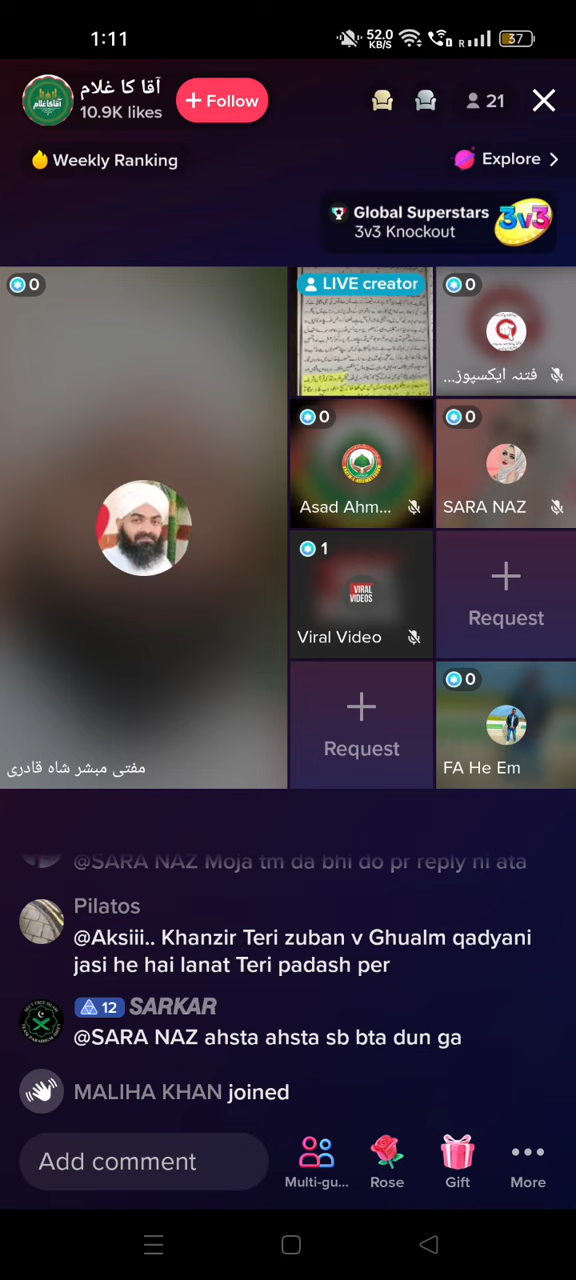 1:11
52.0
KB/S
R
37
آقا کا غلام
10.9K likes
+ Follow
21
Weekly Ranking
Explore
Global Superstars
3v3 Knockout
3v3
0
LIVE creator
0
فتنہ ایکسپوز...
0
Asad Ahm...
0
SARA NAZ
1
VIRAL
VIDEOS
Viral Video
Request
Request
0
FA He Em
مفتی مبشر شاہ قادری
@SARA NAZ Moja tm da bhi do pr reply ni ata
Pilatos
@Aksiii.. Khanzir Teri zuban v Ghualm qadyani
jasi he hai lanat Teri padash per
12 SARKAR
@SARA NAZ ahsta ahsta sb bta dun ga
MALIHA KHAN joined
Add comment
Multi-gu...
Rose
Gift
More